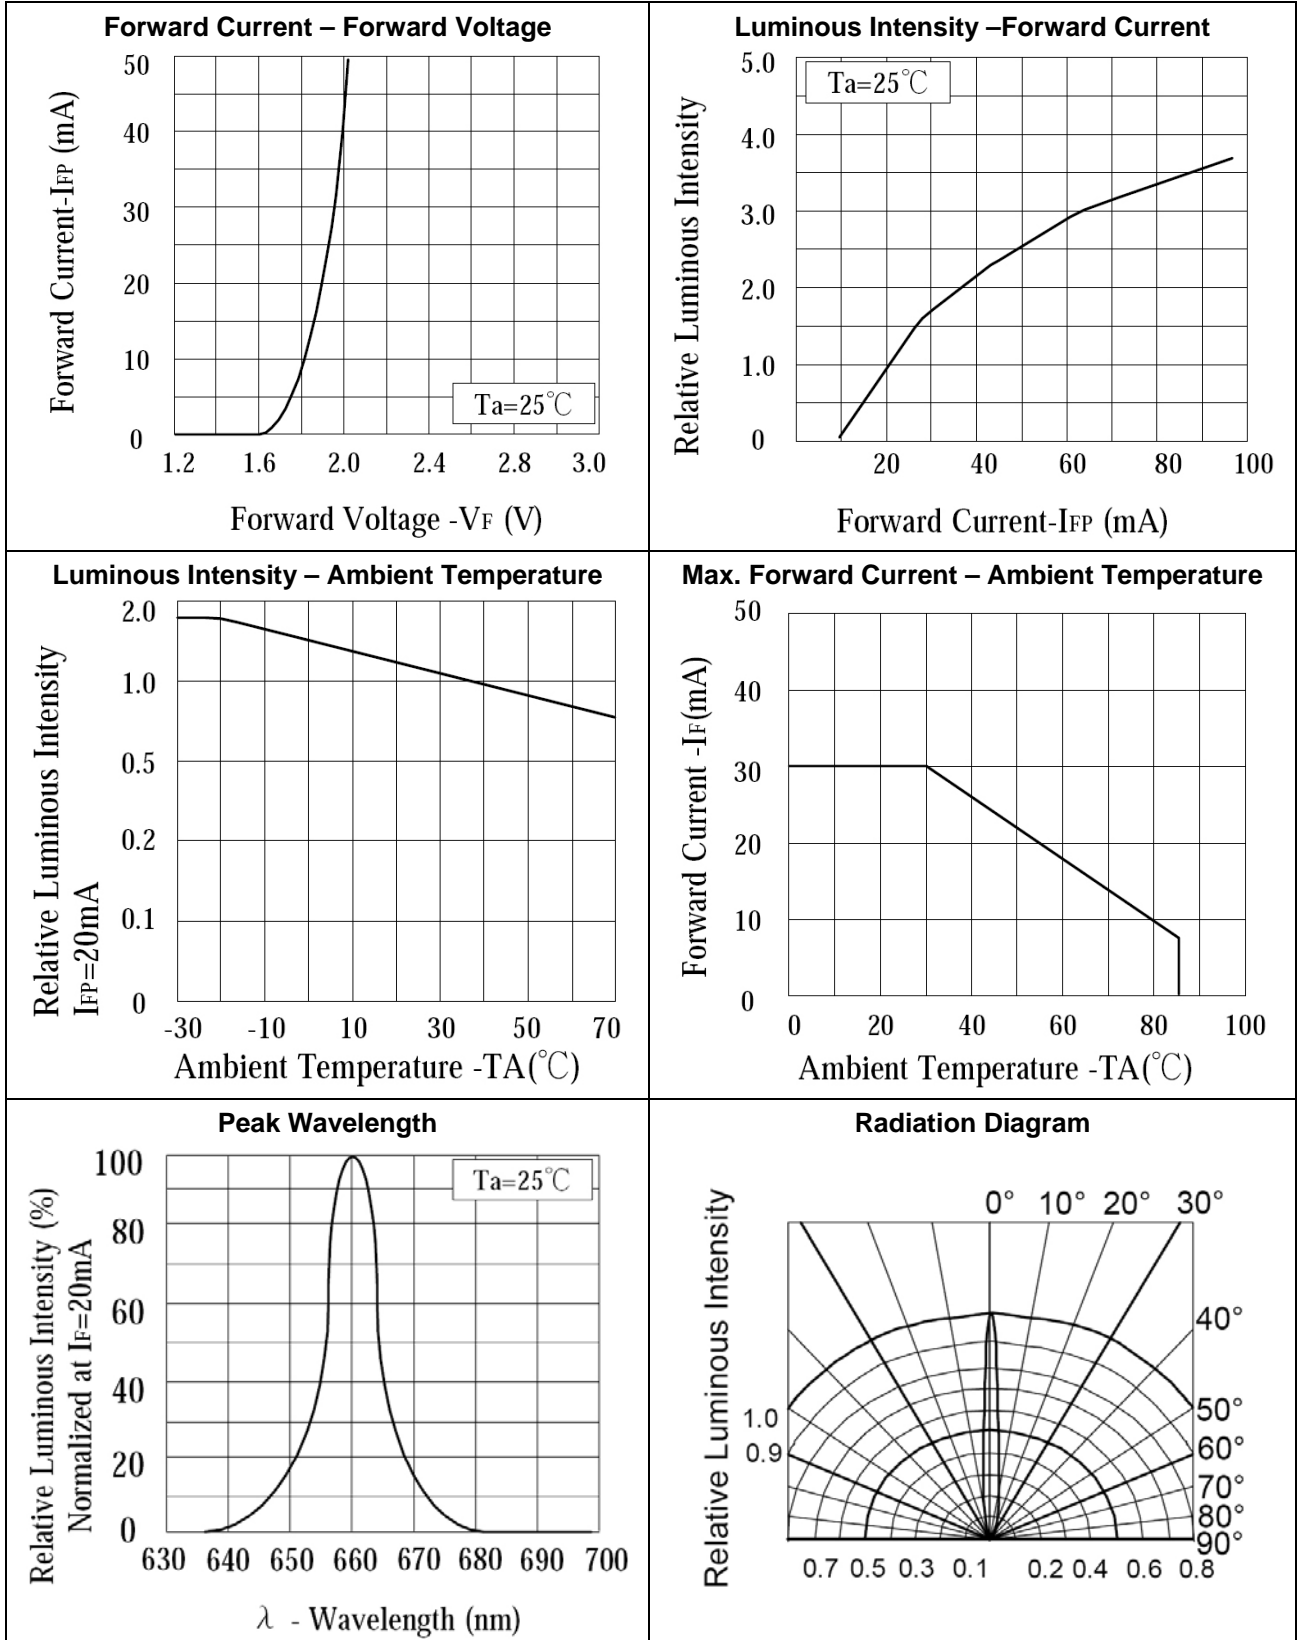 Forward Current – Forward Voltage
50
40
30
20
10
0
Forward Current-IFP (mA)
Ta=25℃
1.2 1.6 2.0 2.4 2.8 3.0
Forward Voltage -VF (V)
Luminous Intensity –Forward Current
5.0
4.0
3.0
2.0
1.0
0
Relative Luminous Intensity
Ta=25℃
20 40 60 80 100
Forward Current-IFP (mA)
Luminous Intensity – Ambient Temperature
2.0
1.0
0.5
0.2
0.1
0
Relative Luminous Intensity
IFP=20mA
-30 -10 10 30 50 70
Ambient Temperature -TA(℃)
Max. Forward Current – Ambient Temperature
50
40
30
20
10
0
Forward Current -IF(mA)
0 20 40 60 80 100
Ambient Temperature -TA(℃)
Peak Wavelength
100
80
60
40
20
0
Relative Luminous Intensity (%)
Normalized at IF=20mA
Ta=25℃
630 640 650 660 670 680 690 700
λ - Wavelength (nm)
Radiation Diagram
Relative Luminous Intensity
0° 10° 20° 30°
40°
50°
60°
70°
80°
90°
1.0
0.9
0.7 0.5 0.3 0.1 0.2 0.4 0.6 0.8